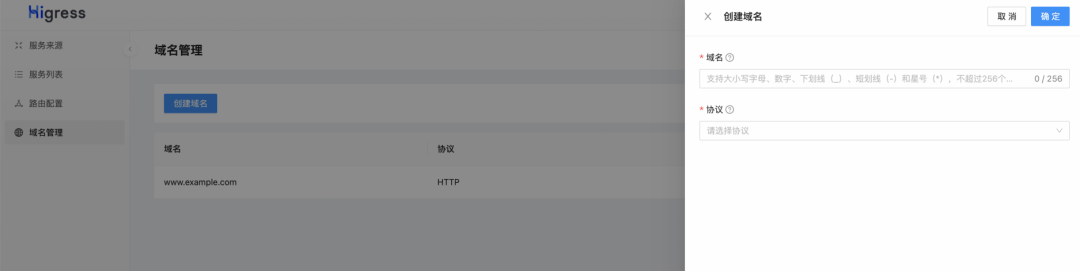 Higress
服务来源
服务列表
路由配置
域名管理
域名管理
创建域名
域名 协议
www.example.com HTTP
创建域名
取 消 确 定
* 域名
支持大小写字母、数字、下划线（_）、短划线（-）和星号（*），不超过256个... 0 / 256
* 协议
请选择协议